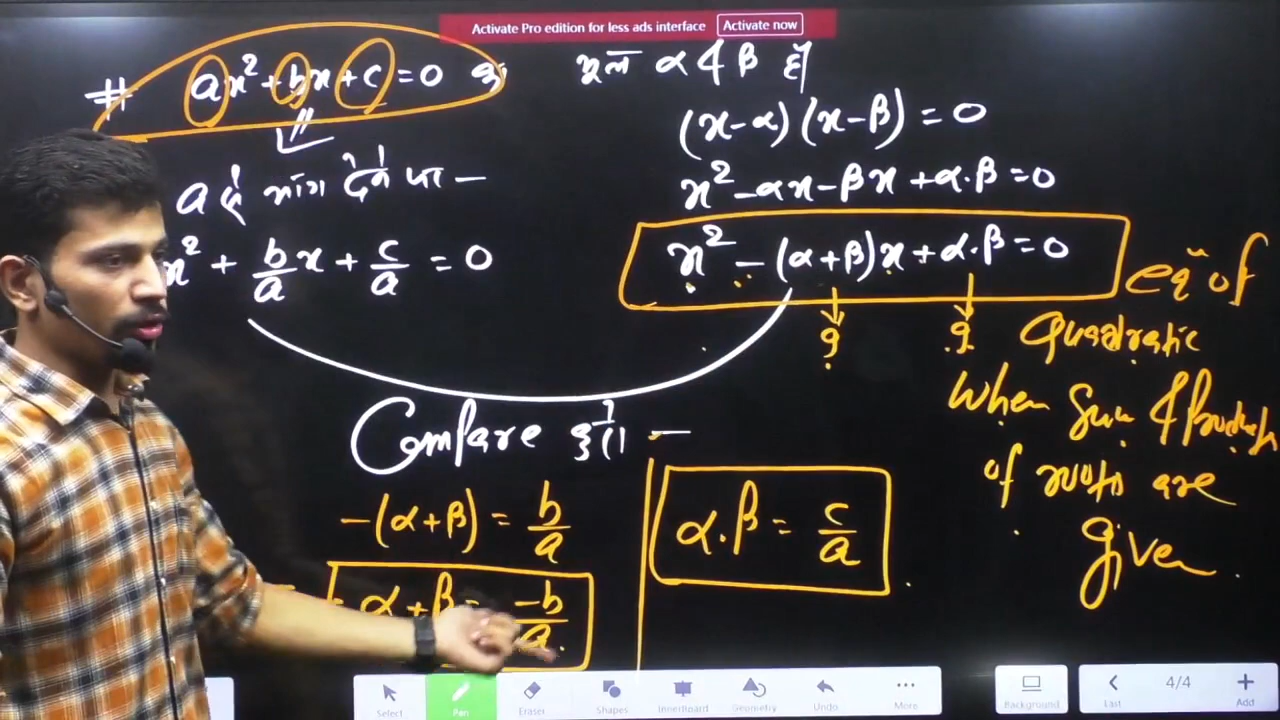 Activate Pro edition for less ads interface Activate now
# ax²+bx+c=0 के मूल α & β हैं
(x-α)(x-β)=0
x²-αx-βx+α.β=0
x²-(α+β)x+α.β=0
eqⁿ of
Quadratic
when sum & Product
of roots are
Given.
a से भाग देने पर -
x²+b/a x+c/a=0
?
?
Compare करें -
-(α+β)=b/a
α+β=-b/a
α.β=c/a
Select
Pen
Eraser
Shapes
InnerBoard
Geometry
Undo
More
Background
Last
4/4
Add